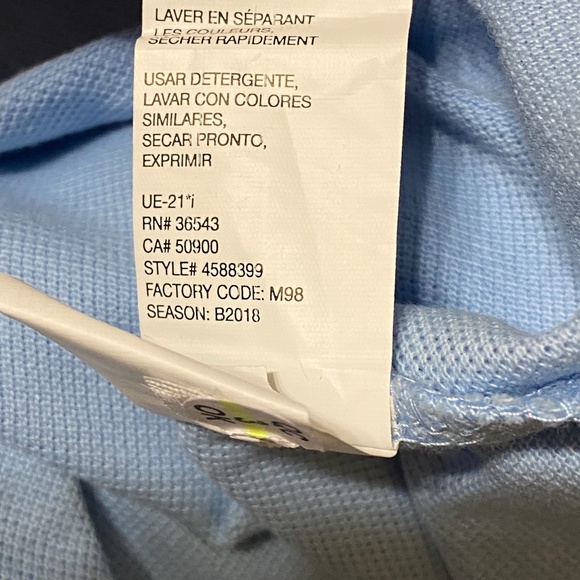 LAVER EN SÉPARANT
LES COULEURS,
SÉCHER RAPIDEMENT
USAR DETERGENTE,
LAVAR CON COLORES
SIMILARES,
SECAR PRONTO,
EXPRIMIR
UE-21*i
RN# 36543
CA# 50900
STYLE# 4588399
FACTORY CODE: M98
SEASON: B2018